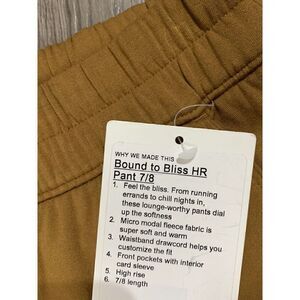 WHY WE MADE THIS
Bound to Bliss HR
Pant 7/8
1. Feel the bliss. From running
errands to chill nights in,
these lounge-worthy pants dial
up the softness
2. Micro modal fleece fabric is
super soft and warm
3. Waistband drawcord helps you
customize the fit
4. Front pockets with interior
card sleeve
5. High rise
6. 7/8 length